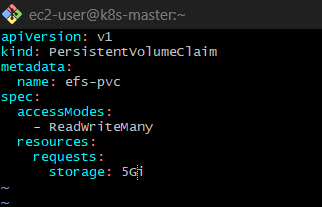 ec2-user@k8s-master:~
apiversion: v1
kind: PersistentVolumeClaim
metadata:
  name: efs-pvc
spec:
  accessModes:
    - ReadWriteMany
  resources:
    requests:
      storage: 5Gi
~
~